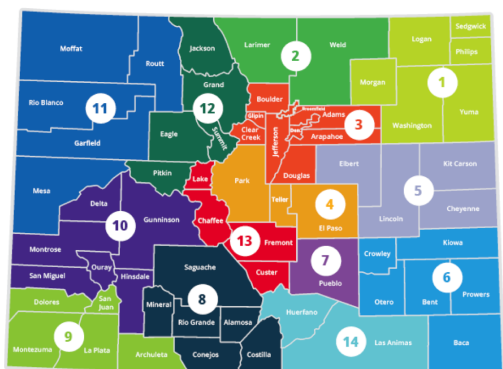 Moffat
Routt
Jackson
Larimer
2
Weld
Logan
Sedgwick
Philips
Rio Blanco
11
Grand
12
Boulder
Morgan
1
Yuma
Washington
Garfield
Eagle
Summit
Gilpin
Clear
Creek
Jefferson
Broomfield
Adams
Den
3
Arapahoe
Mesa
Pitkin
Lake
Park
Douglas
Elbert
Kit Carson
5
Delta
10
Gunninson
Chaffee
Teller
4
El Paso
Lincoln
Cheyenne
Montrose
13
Fremont
7
Pueblo
Crowley
Kiowa
San Miguel
Ouray
Hinsdale
Saguache
Custer
6
Otero
Bent
Prowers
Dolores
San
Juan
Mineral
8
Rio Grande
Alamosa
Huerfano
9
Montezuma
La Plata
Archuleta
Conejos
Costilla
14
Las Animas
Baca